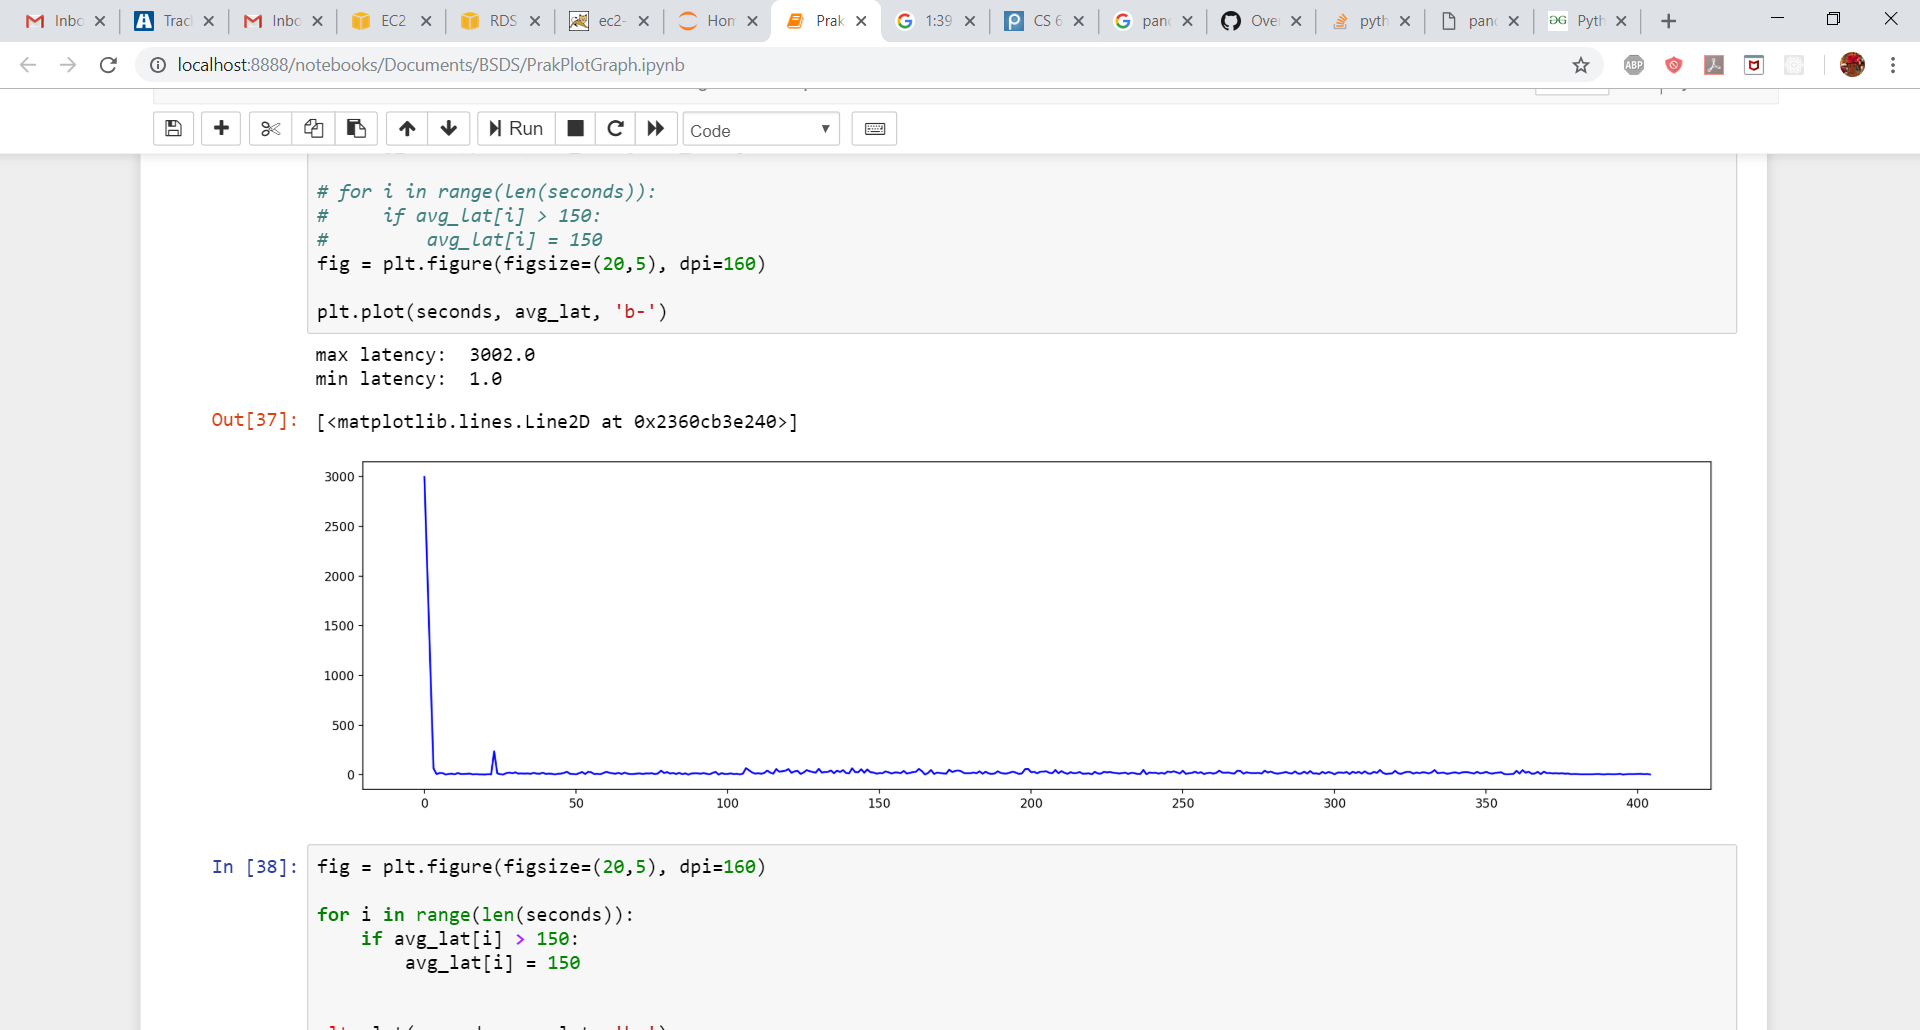 Inbo
Trac
Inbo
EC2
RDS
ec2-
Hom
Prak
1:39
CS 6
pand
Over
pyth
pand
Pyth
localhost:8888/notebooks/Documents/BSDS/PrakPlotGraph.ipynb
ABP
Run
Code
# for i in range(len(seconds)):
#     if avg_lat[i] > 150:
#         avg_lat[i] = 150
fig = plt.figure(figsize=(20,5), dpi=160)
plt.plot(seconds, avg_lat, 'b-')
max latency:  3002.0
min latency:  1.0
Out[37]: [<matplotlib.lines.Line2D at 0x2360cb3e240>]
3000
2500
2000
1500
1000
500
0
0 50 100 150 200 250 300 350 400
In [38]: fig = plt.figure(figsize=(20,5), dpi=160)
for i in range(len(seconds)):
    if avg_lat[i] > 150:
        avg_lat[i] = 150